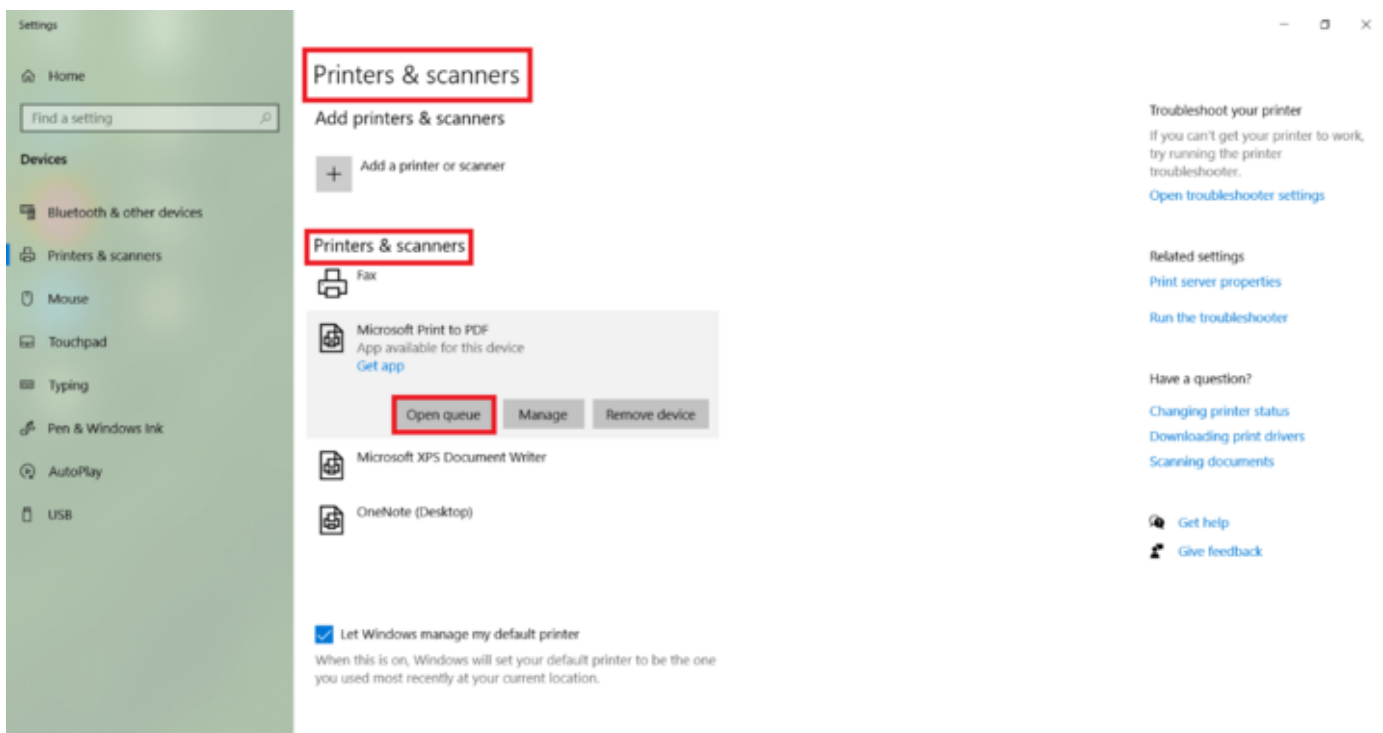 Settings
Home
Find a setting
Devices
Bluetooth & other devices
Printers & scanners
Mouse
Touchpad
Typing
Pen & Windows Ink
AutoPlay
USB
Printers & scanners
Add printers & scanners
Add a printer or scanner
Printers & scanners
Fax
Microsoft Print to PDF
App available for this device
Get app
Open queue Manage Remove device
Microsoft XPS Document Writer
OneNote (Desktop)
Let Windows manage my default printer
When this is on, Windows will set your default printer to be the one
you used most recently at your current location.
Troubleshoot your printer
If you can't get your printer to work,
try running the printer
troubleshooter.
Open troubleshooter settings
Related settings
Print server properties
Run the troubleshooter
Have a question?
Changing printer status
Downloading print drivers
Scanning documents
Get help
Give feedback